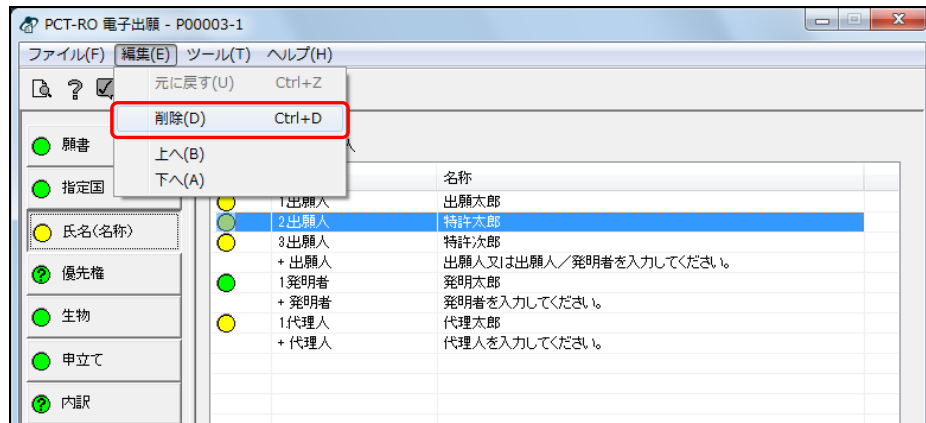 PCT-RO 電子出願 - P00003-1
ファイル(F) 編集(E) ツール(T) ヘルプ(H)
元に戻す(U) Ctrl+Z
削除(D) Ctrl+D
上へ(B)
下へ(A)
願書
指定国
氏名(名称)
優先権
生物
申立て
内訳
人
名称
1出願人 出願太郎
2出願人 特許太郎
3出願人 特許次郎
+ 出願人 出願人又は出願人／発明者を入力してください。
1発明者 発明太郎
+ 発明者 発明者を入力してください。
1代理人 代理太郎
+ 代理人 代理人を入力してください。